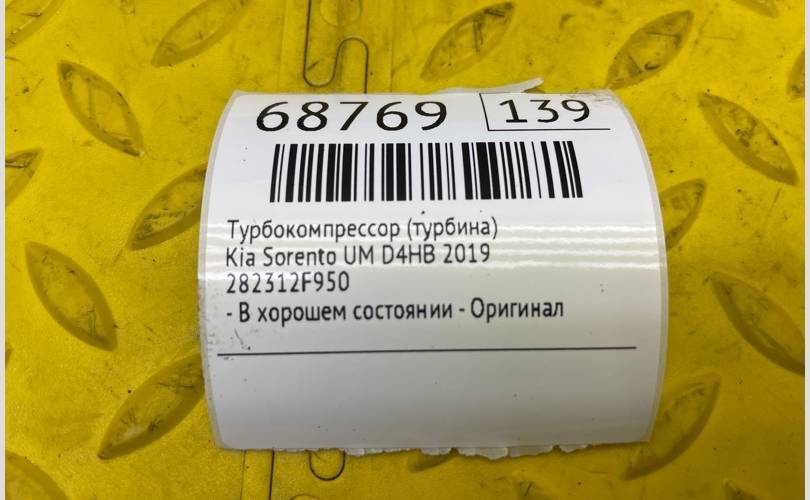 68769 139
Турбокомпрессор (турбина)
Kia Sorento UM D4HB 2019
282312F950
- В хорошем состоянии - Оригинал